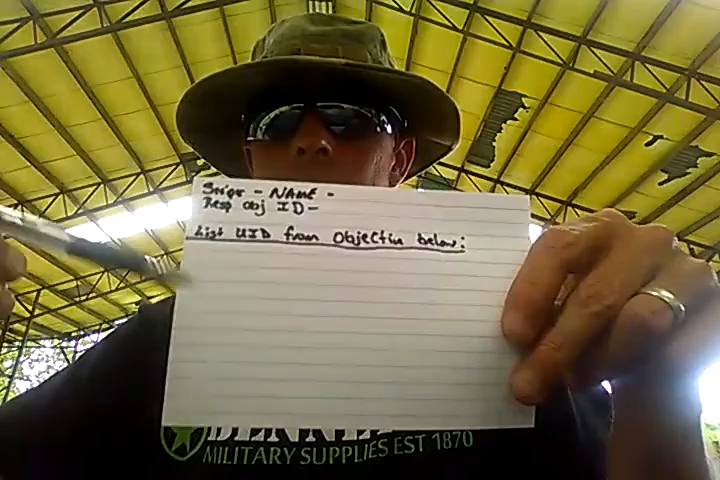 Sniper - NAME -
Resp obj ID -
List UID from Objective below:
MILITARY SUPPLIES EST 1870